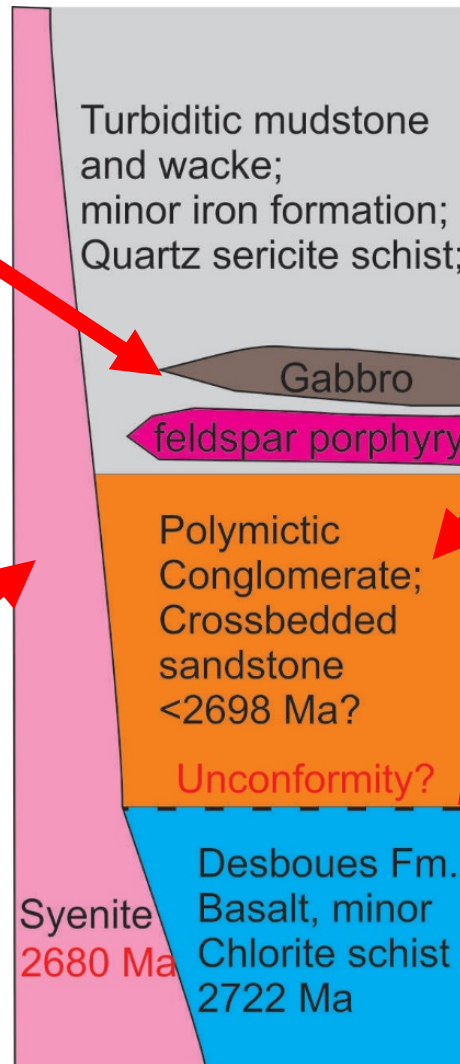 Turbiditic mudstone
and wacke;
minor iron formation;
Quartz sericite schist;
Gabbro
feldspar porphyry
Polymictic
Conglomerate;
Crossbedded
sandstone
<2698 Ma?
Unconformity?
Desboues Fm.
Basalt, minor
Chlorite schist
2722 Ma
Syenite
2680 Ma